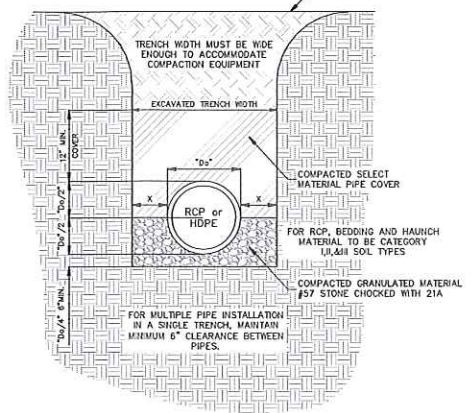 TRENCH WIDTH MUST BE WIDE
ENOUGH TO ACCOMMODATE
COMPACTION EQUIPMENT
EXCAVATED TRENCH WIDTH
12" MIN.
COVER
"Do"
"Do/2"
X
X
RCP or
HDPE
COMPACTED SELECT
MATERIAL PIPE COVER
"Do"/2
FOR RCP, BEDDING AND HAUNCH
MATERIAL TO BE CATEGORY
I,II,&III SOIL TYPES
COMPACTED GRANULATED MATERIAL
#57 STONE CHOCKED WITH 21A
"Do/4" 6"MIN.
FOR MULTIPLE PIPE INSTALLATION
IN A SINGLE TRENCH, MAINTAIN
MINIMUM 6" CLEARANCE BETWEEN
PIPES.